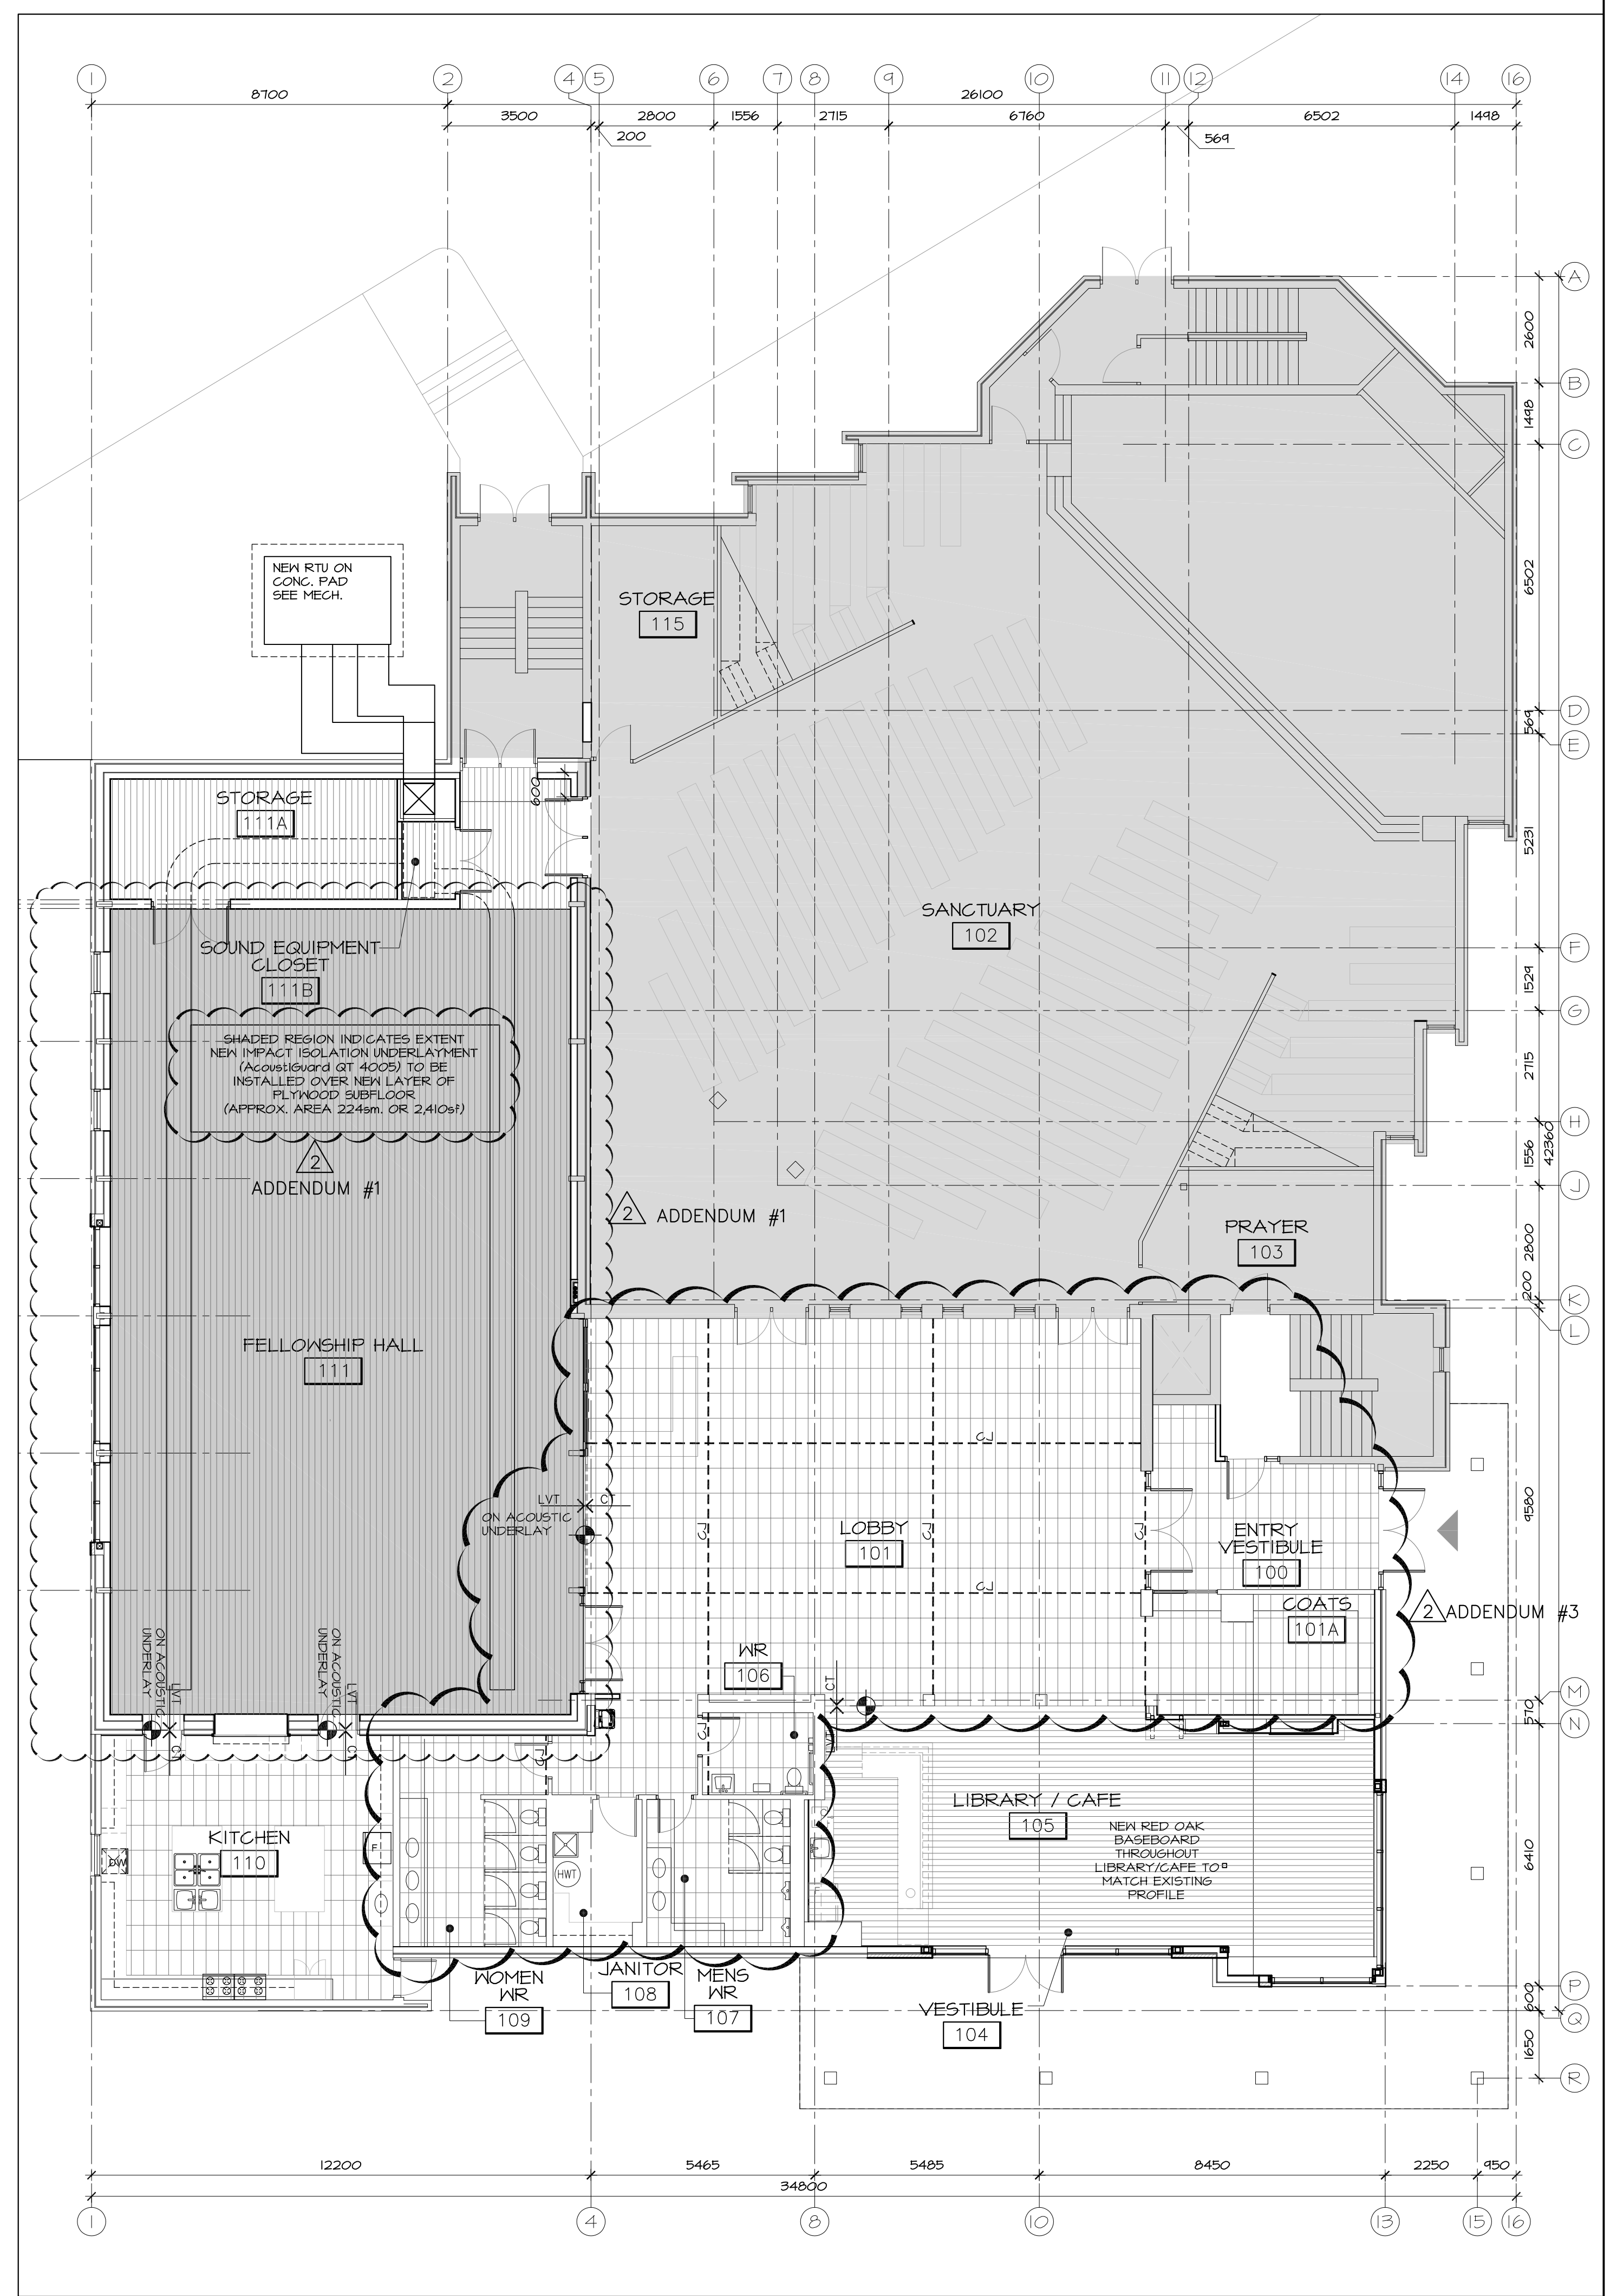 1 2 4 5 6 7 8 9 10 11 12 14 16
8700 26100
3500 2800 1556 2715 6760 6502 1498
200 569
A
2600
B
1498
C
NEW RTU ON
CONC. PAD
SEE MECH.
6502
STORAGE
115
D
569
E
STORAGE
111A
600
5231
SANCTUARY
102
F
SOUND EQUIPMENT
CLOSET
111B
1529
G
SHADED REGION INDICATES EXTENT
NEW IMPACT ISOLATION UNDERLAYMENT
(AcoustiGuard QT 4005) TO BE
INSTALLED OVER NEW LAYER OF
PLYWOOD SUBFLOOR
(APPROX. AREA 224sm. OR 2,410sf)
2715
H
42360
1556
2
ADDENDUM #1
J
2 ADDENDUM #1
PRAYER
103
2800
K
200
L
FELLOWSHIP HALL
111
CJ
LVT CT
ON ACOUSTIC
UNDERLAY
9580
LOBBY
101
CJ CJ CJ
ENTRY
VESTIBULE
100
CJ
COATS
101A
2 ADDENDUM #3
WR
106
ON ACOUSTIC
UNDERLAY
LVT
CT
ON ACOUSTIC
UNDERLAY
LVT
CT
CT
LVT
M
570
N
CJ
CJ
LIBRARY / CAFE
105
NEW RED OAK
BASEBOARD
THROUGHOUT
LIBRARY/CAFE TO
MATCH EXISTING
PROFILE
KITCHEN
110
DW
F
HWT
6410
WOMEN
WR
109
JANITOR
108
MENS
WR
107
VESTIBULE
104
P
600
Q
1650
R
12200 5465 5485 8450 2250 950
34800
1 4 8 10 13 15 16